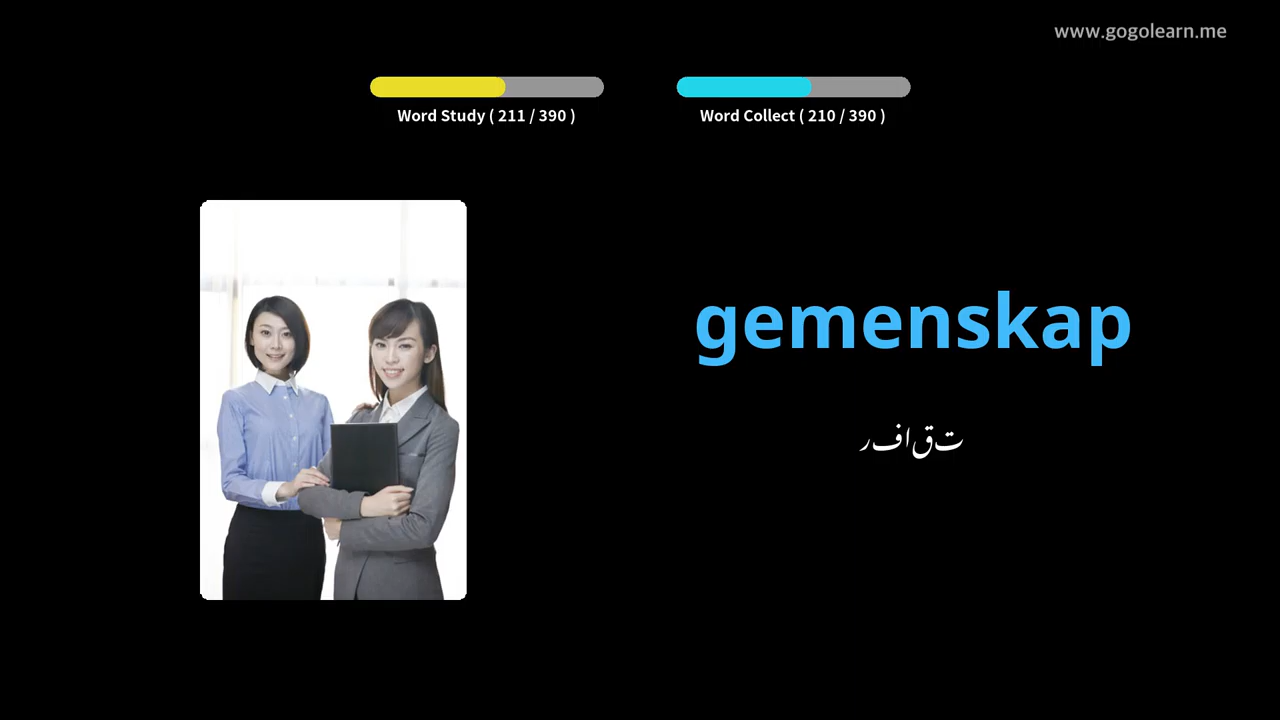 www.gogolearn.me
Word Study ( 211 / 390 )
Word Collect ( 210 / 390 )
gemenskap
رفاقت